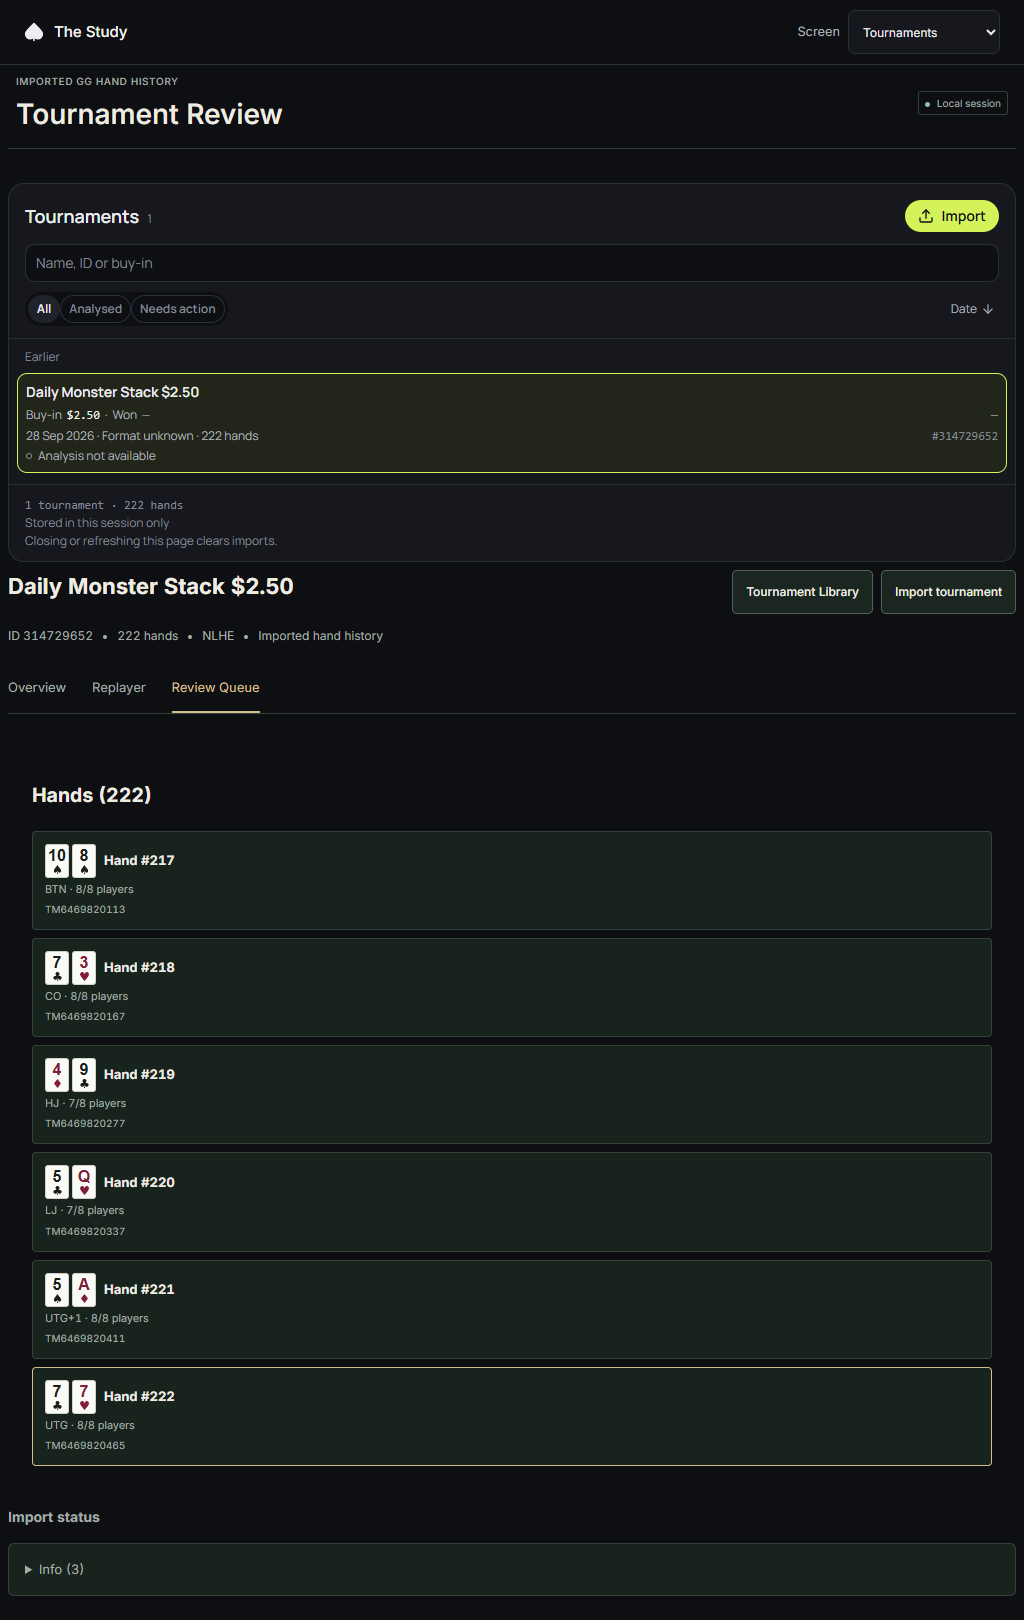 The Study
Screen
Tournaments
IMPORTED GG HAND HISTORY
Tournament Review
Local session
Tournaments 1
Import
Name, ID or buy-in
All Analysed Needs action
Date ↓
Earlier
Daily Monster Stack $2.50
Buy-in $2.50 · Won —
—
28 Sep 2026 · Format unknown · 222 hands
#314729652
Analysis not available
1 tournament · 222 hands
Stored in this session only
Closing or refreshing this page clears imports.
Daily Monster Stack $2.50
Tournament Library
Import tournament
ID 314729652 • 222 hands • NLHE • Imported hand history
Overview Replayer Review Queue
Hands (222)
10♠ 8♠ Hand #217
BTN · 8/8 players
TM6469820113
7♣ 3♥ Hand #218
CO · 8/8 players
TM6469820167
4♦ 9♣ Hand #219
HJ · 7/8 players
TM6469820277
5♣ Q♥ Hand #220
LJ · 7/8 players
TM6469820337
5♠ A♦ Hand #221
UTG+1 · 8/8 players
TM6469820411
7♣ 7♥ Hand #222
UTG · 8/8 players
TM6469820465
Import status
Info (3)